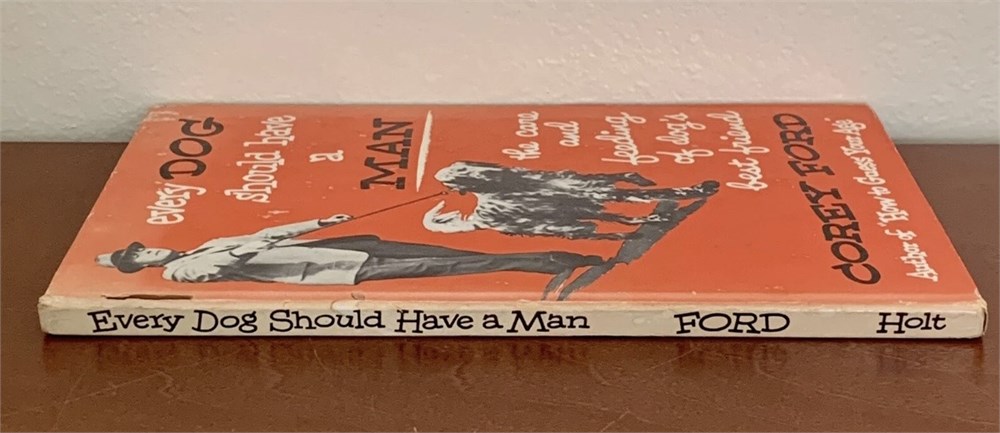 every DOG
should have
a
MAN
the care
and
feeding
of dog's
best friend
COREY FORD
Author of "How to Guess Your Age"
Every Dog Should Have a Man FORD Holt